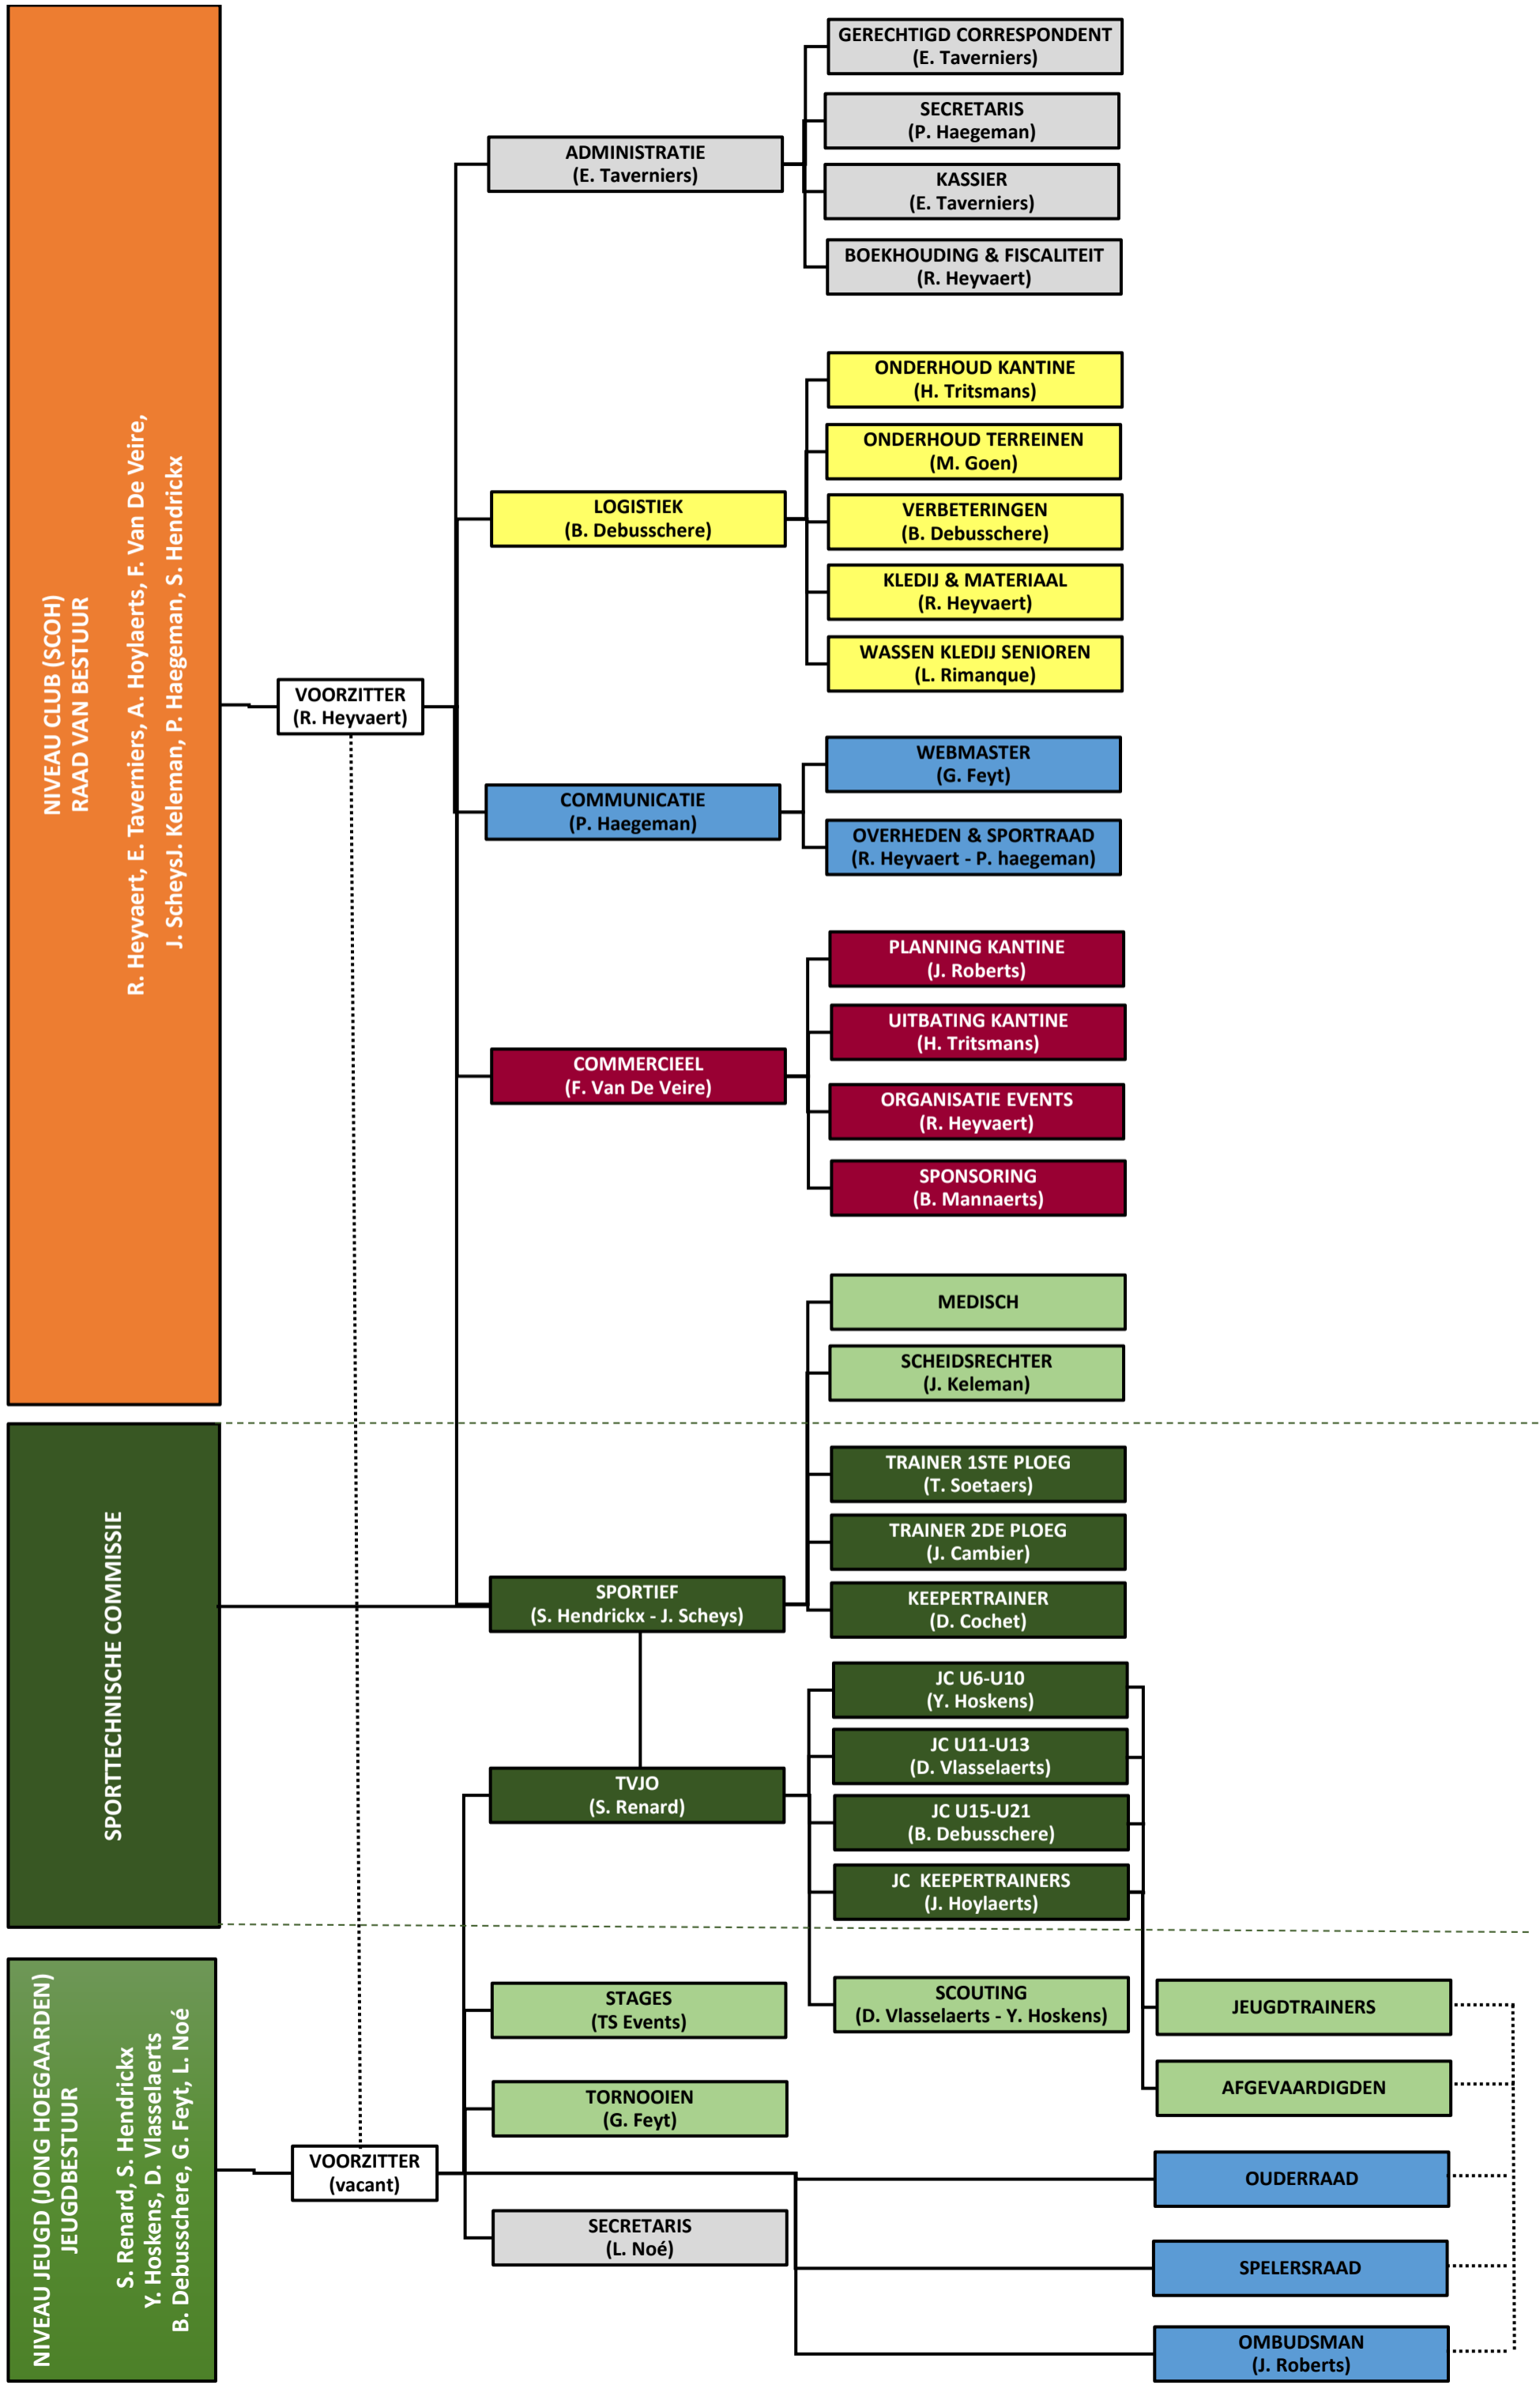 NIVEAU CLUB (SCOH)
RAAD VAN BESTUUR
R. Heyvaert, E. Taverniers, A. Hoylaerts, F. Van De Veire,
J. ScheysJ. Keleman, P. Haegeman, S. Hendrickx
VOORZITTER
(R. Heyvaert)
ADMINISTRATIE
(E. Taverniers)
GERECHTIGD CORRESPONDENT
(E. Taverniers)
SECRETARIS
(P. Haegeman)
KASSIER
(E. Taverniers)
BOEKHOUDING & FISCALITEIT
(R. Heyvaert)
LOGISTIEK
(B. Debusschere)
ONDERHOUD KANTINE
(H. Tritsmans)
ONDERHOUD TERREINEN
(M. Goen)
VERBETERINGEN
(B. Debusschere)
KLEDIJ & MATERIAAL
(R. Heyvaert)
WASSEN KLEDIJ SENIOREN
(L. Rimanque)
COMMUNICATIE
(P. Haegeman)
WEBMASTER
(G. Feyt)
OVERHEDEN & SPORTRAAD
(R. Heyvaert - P. haegeman)
COMMERCIEEL
(F. Van De Veire)
PLANNING KANTINE
(J. Roberts)
UITBATING KANTINE
(H. Tritsmans)
ORGANISATIE EVENTS
(R. Heyvaert)
SPONSORING
(B. Mannaerts)
MEDISCH
SCHEIDSRECHTER
(J. Keleman)
SPORTTECHNISCHE COMMISSIE
SPORTIEF
(S. Hendrickx - J. Scheys)
TRAINER 1STE PLOEG
(T. Soetaers)
TRAINER 2DE PLOEG
(J. Cambier)
KEEPERTRAINER
(D. Cochet)
TVJO
(S. Renard)
JC U6-U10
(Y. Hoskens)
JC U11-U13
(D. Vlasselaerts)
JC U15-U21
(B. Debusschere)
JC  KEEPERTRAINERS
(J. Hoylaerts)
NIVEAU JEUGD (JONG HOEGAARDEN)
JEUGDBESTUUR
S. Renard, S. Hendrickx
Y. Hoskens, D. Vlasselaerts
B. Debusschere, G. Feyt, L. Noé
VOORZITTER
(vacant)
STAGES
(TS Events)
TORNOOIEN
(G. Feyt)
SECRETARIS
(L. Noé)
SCOUTING
(D. Vlasselaerts - Y. Hoskens)
JEUGDTRAINERS
AFGEVAARDIGDEN
OUDERRAAD
SPELERSRAAD
OMBUDSMAN
(J. Roberts)